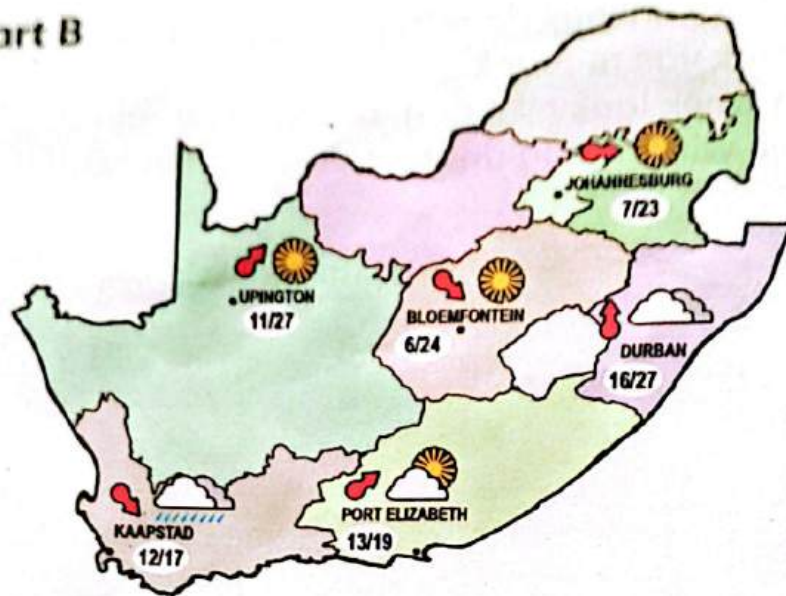 art B
JOHANNESBURG
7/23
UPINGTON
11/27
BLOEMFONTEIN
6/24
DURBAN
16/27
PORT ELIZABETH
13/19
KAAPSTAD
12/17